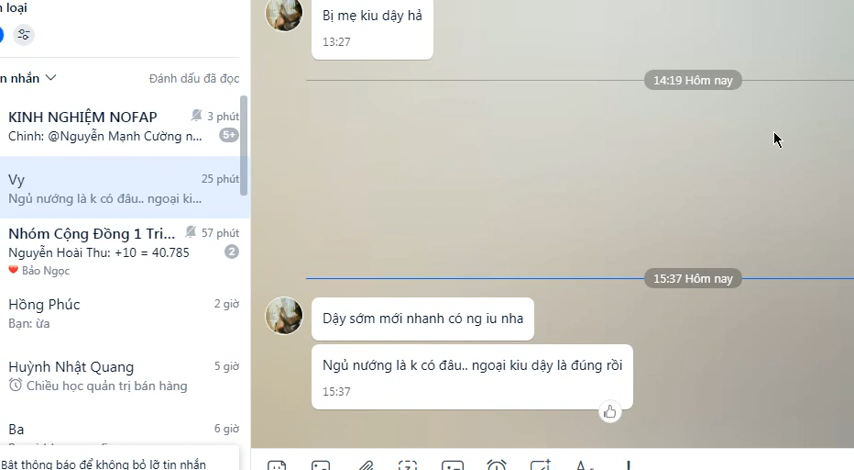 n loại
n nhắn
Đánh dấu đã đọc
KINH NGHIỆM NOFAP
3 phút
Chinh: @Nguyễn Mạnh Cường n...
5+
Vy
25 phút
Ngủ nướng là k có đâu.. ngoại ki...
Nhóm Cộng Đồng 1 Tri...
57 phút
Nguyễn Hoài Thu: +10 = 40.785
2
Bảo Ngọc
Hồng Phúc
2 giờ
Bạn: ừa
Huỳnh Nhật Quang
5 giờ
Chiều học quản trị bán hàng
Ba
6 giờ
Bật thông báo để không bỏ lỡ tin nhắn
Bị mẹ kiu dậy hả
13:27
14:19 Hôm nay
15:37 Hôm nay
Dậy sớm mới nhanh có ng iu nha
Ngủ nướng là k có đâu.. ngoại kiu dậy là đúng rồi
15:37